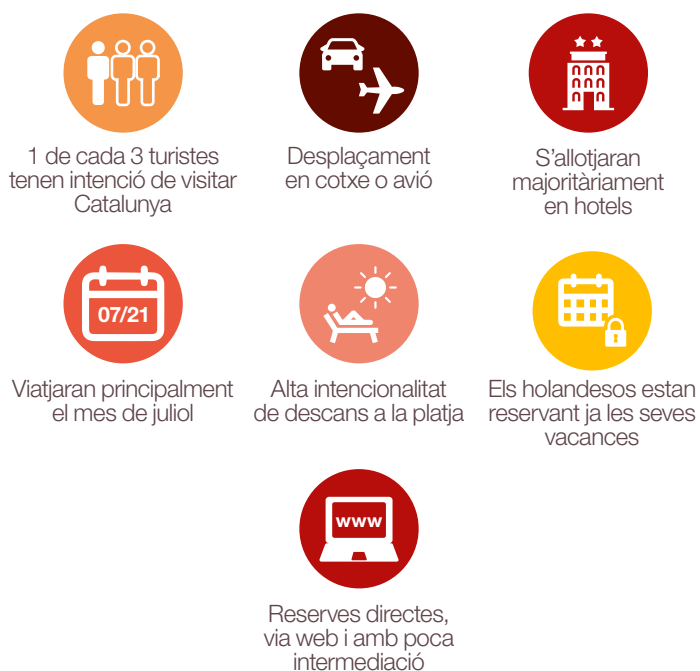 1 de cada 3 turistes
tenen intenció de visitar
Catalunya
Desplaçament
en cotxe o avió
S'allotjaran
majoritàriament
en hotels
07/21
Viatjaran principalment
el mes de juliol
Alta intencionalitat
de descans a la platja
Els holandesos estan
reservant ja les seves
vacances
www
Reserves directes,
via web i amb poca
intermediació